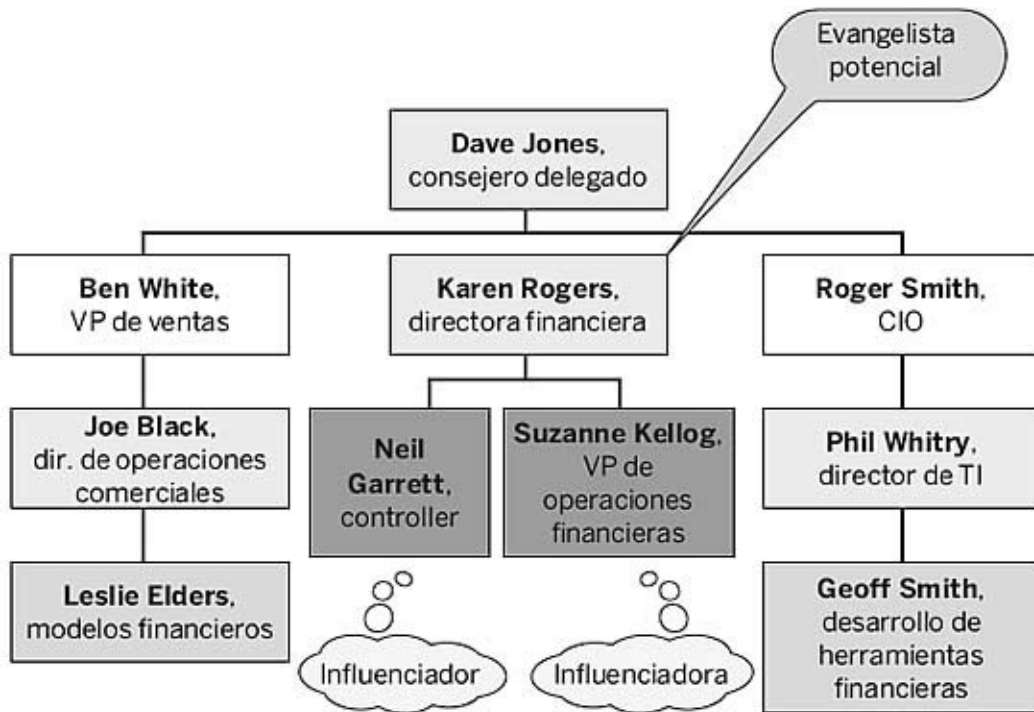 Evangelista
potencial
Dave Jones,
consejero delegado
Ben White,
VP de ventas
Karen Rogers,
directora financiera
Roger Smith,
CIO
Joe Black,
dir. de operaciones
comerciales
Neil
Garrett,
controller
Suzanne Kellog,
VP de
operaciones
financieras
Phil Whitry,
director de TI
Leslie Elders,
modelos financieros
Influenciador
Influenciadora
Geoff Smith,
desarrollo de
herramientas
financieras